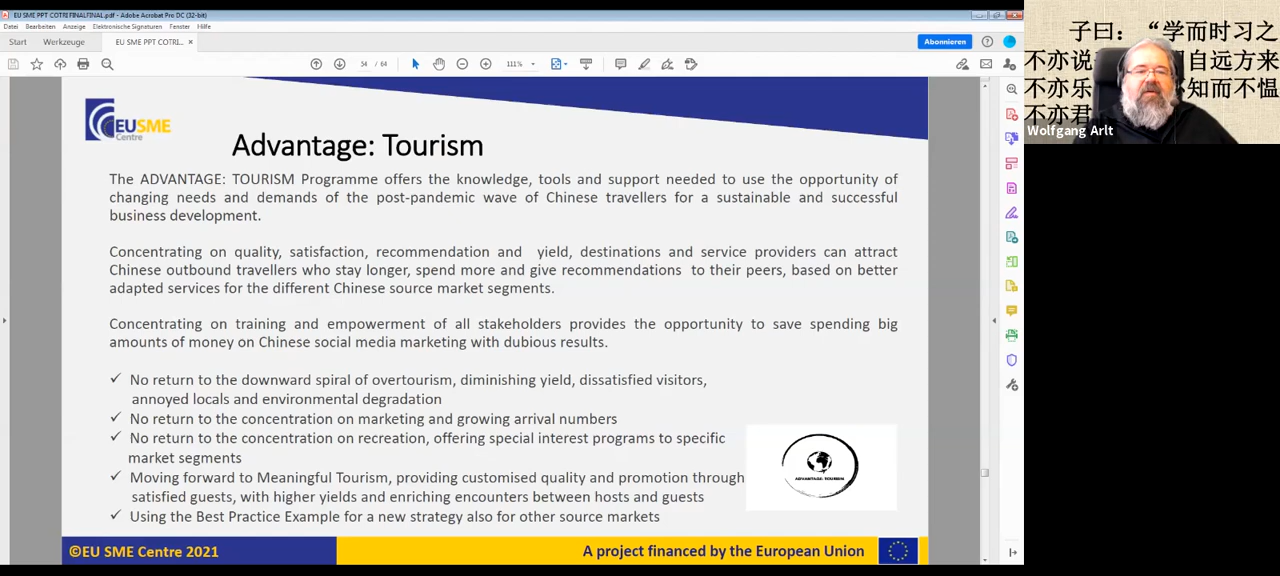 EU SME PPT COTRI FINALFINAL.pdf - Adobe Acrobat Pro DC (32-bit)
Datei Bearbeiten Anzeige Elektronische Signaturen Fenster Hilfe
Start Werkzeuge EU SME PPT COTRI... × Abonnieren
34 / 64 111%
EUSME
Centre
Advantage: Tourism
The ADVANTAGE: TOURISM Programme offers the knowledge, tools and support needed to use the opportunity of
changing needs and demands of the post-pandemic wave of Chinese travellers for a sustainable and successful
business development.
Concentrating on quality, satisfaction, recommendation and yield, destinations and service providers can attract
Chinese outbound travellers who stay longer, spend more and give recommendations to their peers, based on better
adapted services for the different Chinese source market segments.
Concentrating on training and empowerment of all stakeholders provides the opportunity to save spending big
amounts of money on Chinese social media marketing with dubious results.
✓ No return to the downward spiral of overtourism, diminishing yield, dissatisfied visitors,
annoyed locals and environmental degradation
✓ No return to the concentration on marketing and growing arrival numbers
✓ No return to the concentration on recreation, offering special interest programs to specific
market segments
✓ Moving forward to Meaningful Tourism, providing customised quality and promotion through
satisfied guests, with higher yields and enriching encounters between hosts and guests
✓ Using the Best Practice Example for a new strategy also for other source markets
ADVANTAGE: TOURISM
©EU SME Centre 2021
A project financed by the European Union
子曰：“学而时习之
不亦说 自远方来
不亦乐 知而不愠
不亦君
Wolfgang Arlt